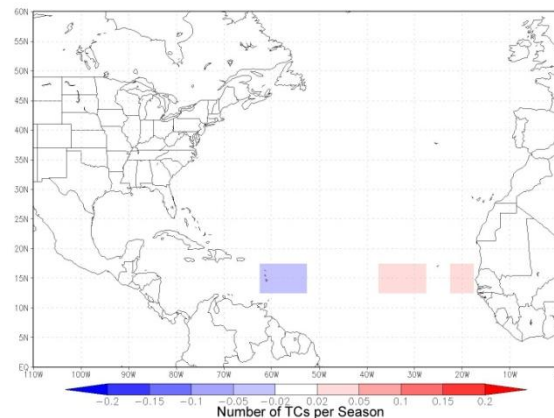 60N
55N
50N
45N
40N
35N
30N
25N
20N
15N
10N
5N
EQ
110W 100W 90W 80W 70W 60W 50W 40W 30W 20W 10W
-0.2 -0.15 -0.1 -0.05 -0.02 0.02 0.05 0.1 0.15 0.2
Number of TCs per Season